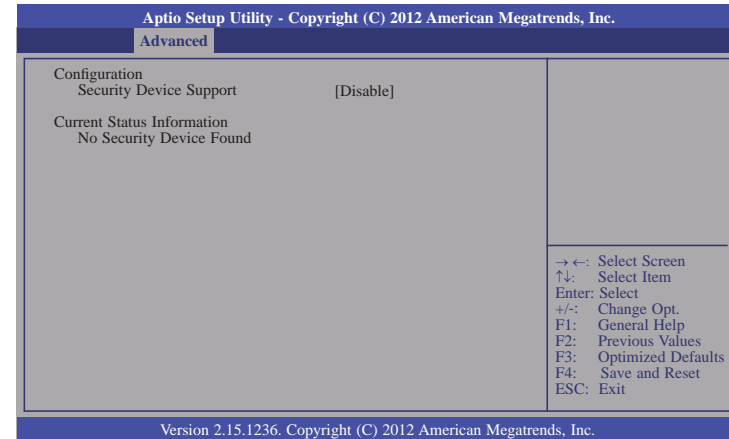 Aptio Setup Utility - Copyright (C) 2012 American Megatrends, Inc.
Advanced
Configuration
Security Device Support [Disable]
Current Status Information
No Security Device Found
→ ←: Select Screen
↑↓: Select Item
Enter: Select
+/-: Change Opt.
F1: General Help
F2: Previous Values
F3: Optimized Defaults
F4: Save and Reset
ESC: Exit
Version 2.15.1236. Copyright (C) 2012 American Megatrends, Inc.